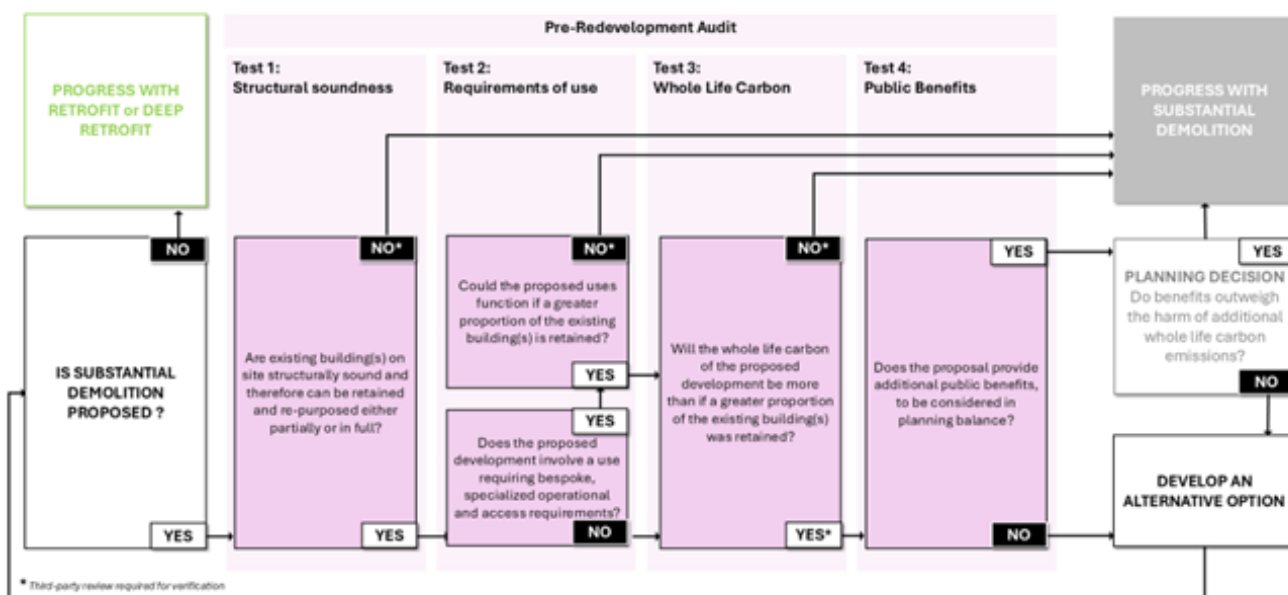 Pre-Redevelopment Audit
PROGRESS WITH
RETROFIT or DEEP
RETROFIT
Test 1:
Structural soundness
Test 2:
Requirements of use
Test 3:
Whole Life Carbon
Test 4:
Public Benefits
PROGRESS WITH
SUBSTANTIAL
DEMOLITION
NO
IS SUBSTANTIAL
DEMOLITION
PROPOSED ?
YES
NO*
Are existing building(s) on
site structurally sound and
therefore can be retained
and re-purposed either
partially or in full?
YES
NO*
Could the proposed uses
function if a greater
proportion of the existing
building(s) is retained?
YES
YES
Does the proposed
development involve a use
requiring bespoke,
specialized operational
and access requirements?
NO
NO*
Will the whole life carbon
of the proposed
development be more
than if a greater proportion
of the existing building(s)
was retained?
YES*
YES
Does the proposal provide
additional public benefits,
to be considered in
planning balance?
NO
YES
PLANNING DECISION
Do benefits outweigh
the harm of additional
whole life carbon
emissions?
NO
DEVELOP AN
ALTERNATIVE OPTION
* Third-party review required for verification